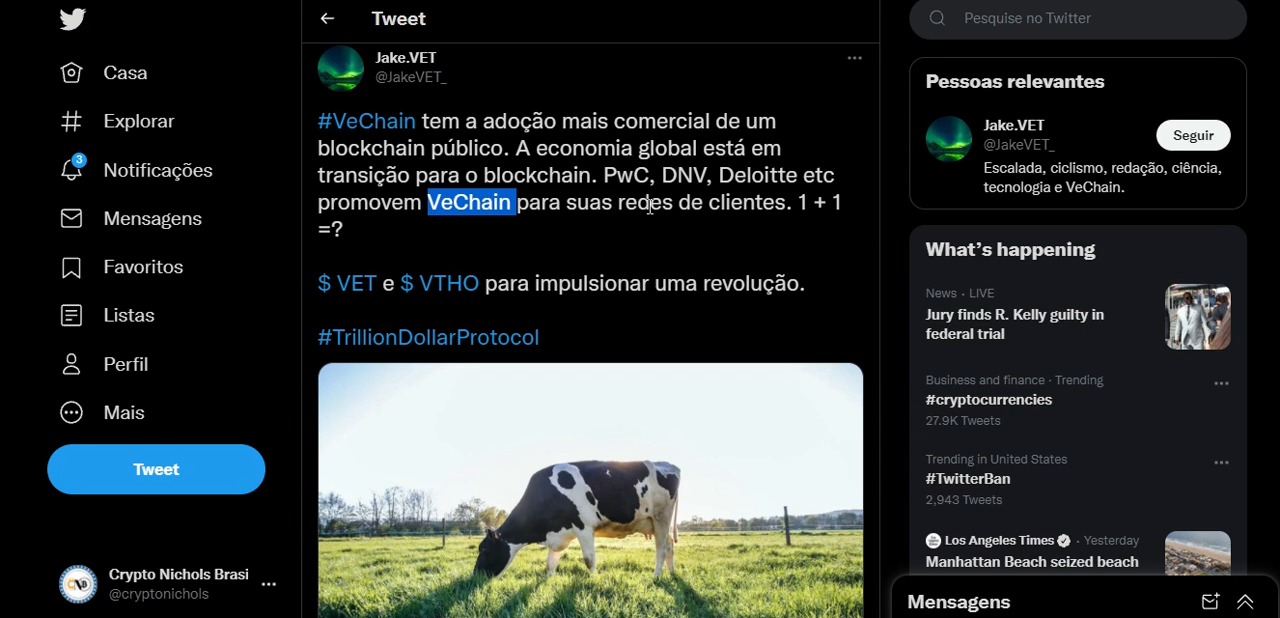 Casa
Explorar
3
Notificações
Mensagens
Favoritos
Listas
Perfil
Mais
Tweet
Crypto Nichols Brasi
@cryptonichols
Tweet
Jake.VET
@JakeVET_
#VeChain tem a adoção mais comercial de um
blockchain público. A economia global está em
transição para o blockchain. PwC, DNV, Deloitte etc
promovem VeChain para suas redes de clientes. 1 + 1
=?
$ VET e $ VTHO para impulsionar uma revolução.
#TrillionDollarProtocol
Pesquise no Twitter
Pessoas relevantes
Jake.VET
@JakeVET_
Seguir
Escalada, ciclismo, redação, ciência,
tecnologia e VeChain.
What's happening
News · LIVE
Jury finds R. Kelly guilty in
federal trial
Business and finance · Trending
#cryptocurrencies
27.9K Tweets
Trending in United States
#TwitterBan
2,943 Tweets
Los Angeles Times · Yesterday
Manhattan Beach seized beach
Mensagens